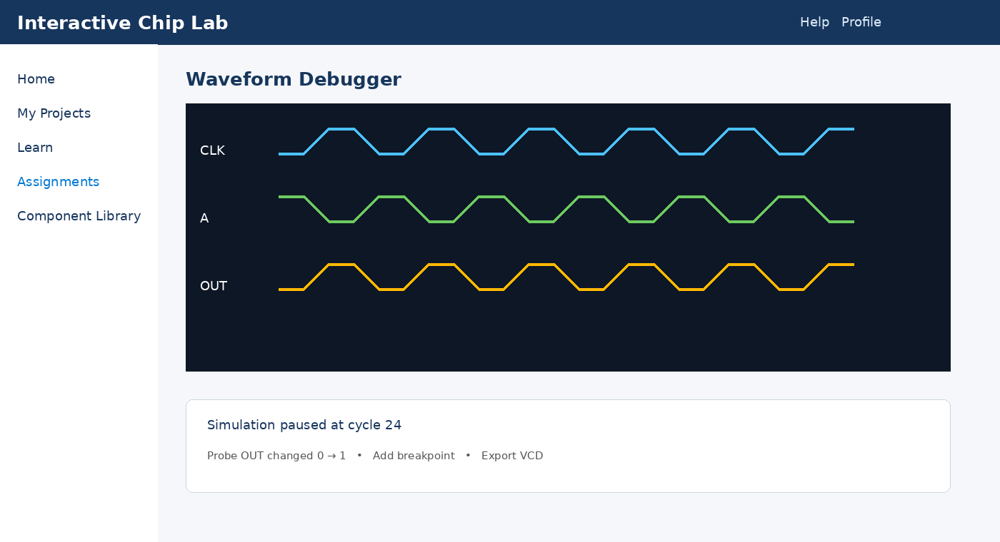 Interactive Chip Lab
Help Profile
Home
My Projects
Learn
Assignments
Component Library
Waveform Debugger
CLK
A
OUT
Simulation paused at cycle 24
Probe OUT changed 0 → 1 • Add breakpoint • Export VCD